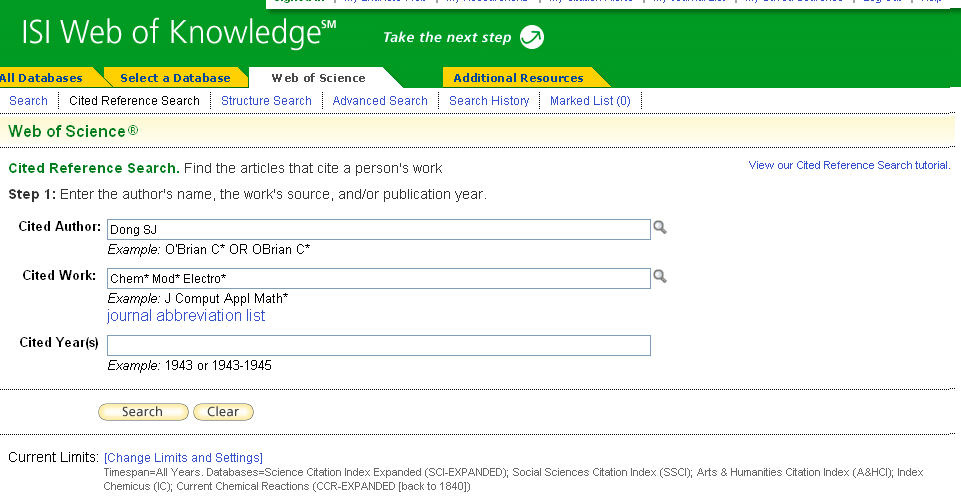 ISI Web of Knowledge℠
Take the next step
All Databases Select a Database Web of Science Additional Resources
Search Cited Reference Search Structure Search Advanced Search Search History Marked List (0)
Web of Science®
Cited Reference Search. Find the articles that cite a person's work
View our Cited Reference Search tutorial.
Step 1: Enter the author's name, the work's source, and/or publication year.
Cited Author: Dong SJ
Example: O'Brian C* OR OBrian C*
Cited Work: Chem* Mod* Electro*
Example: J Comput Appl Math*
journal abbreviation list
Cited Year(s)
Example: 1943 or 1943-1945
Search Clear
Current Limits: [Change Limits and Settings]
Timespan=All Years. Databases=Science Citation Index Expanded (SCI-EXPANDED); Social Sciences Citation Index (SSCI); Arts & Humanities Citation Index (A&HCI); Index
Chemicus (IC); Current Chemical Reactions (CCR-EXPANDED [back to 1840])